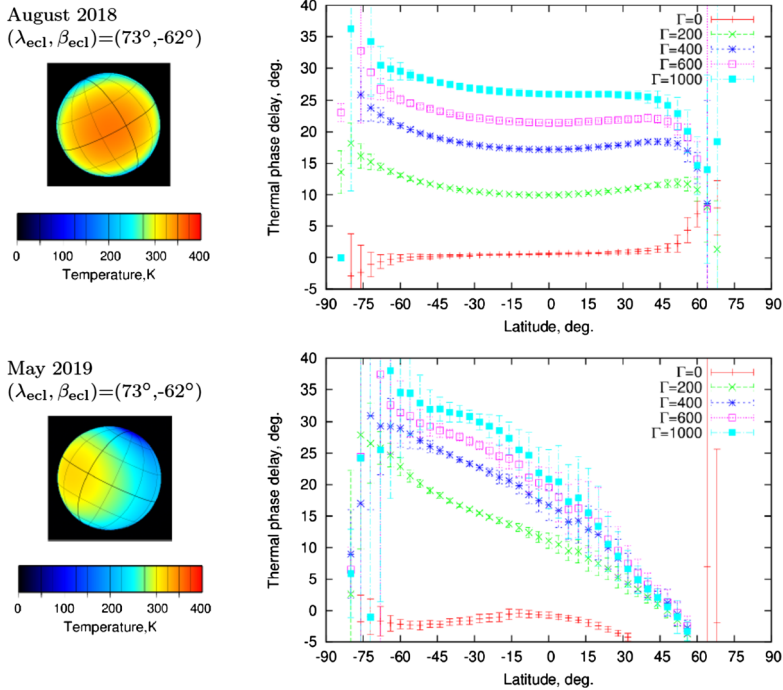 August 2018
(λecl, βecl)=(73°,-62°)
0 100 200 300 400
Temperature,K
Thermal phase delay, deg.
40
35
30
25
20
15
10
5
0
-5
Γ=0
Γ=200
Γ=400
Γ=600
Γ=1000
-90 -75 -60 -45 -30 -15 0 15 30 45 60 75 90
Latitude, deg.
May 2019
(λecl, βecl)=(73°,-62°)
0 100 200 300 400
Temperature,K
Thermal phase delay, deg.
40
35
30
25
20
15
10
5
0
-5
Γ=0
Γ=200
Γ=400
Γ=600
Γ=1000
-90 -75 -60 -45 -30 -15 0 15 30 45 60 75 90
Latitude, deg.